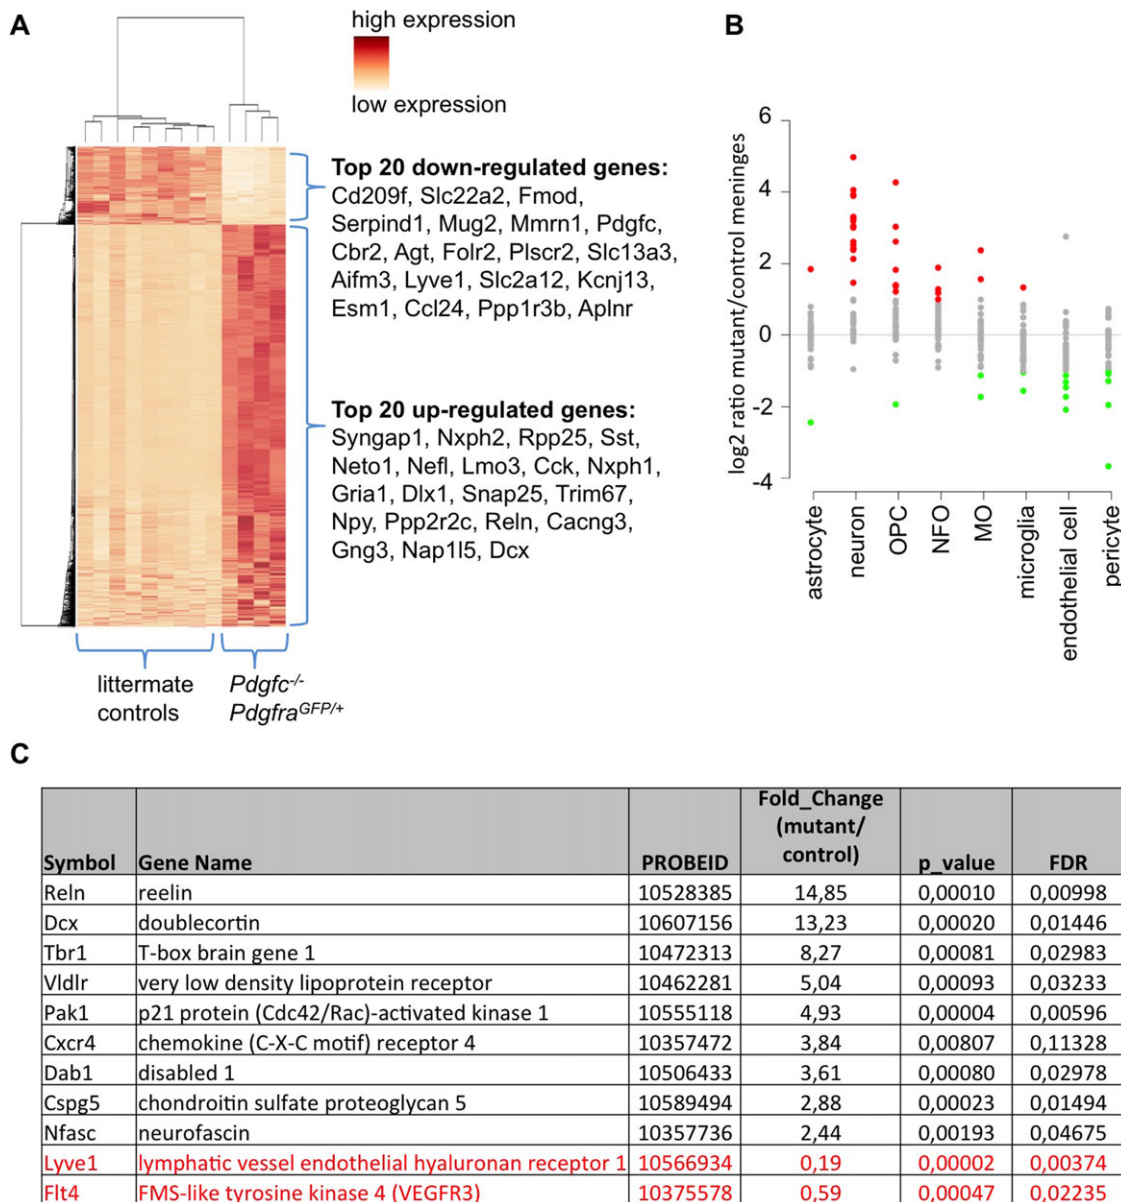 A
high expression
low expression
Top 20 down-regulated genes:
Cd209f, Slc22a2, Fmod,
Serpind1, Mug2, Mmrn1, Pdgfc,
Cbr2, Agt, Folr2, Plscr2, Slc13a3,
Aifm3, Lyve1, Slc2a12, Kcnj13,
Esm1, Ccl24, Ppp1r3b, Aplnr
Top 20 up-regulated genes:
Syngap1, Nxph2, Rpp25, Sst,
Neto1, Nefl, Lmo3, Cck, Nxph1,
Gria1, Dlx1, Snap25, Trim67,
Npy, Ppp2r2c, Reln, Cacng3,
Gng3, Nap1l5, Dcx
littermate
controls
Pdgfc-/-
PdgfraGFP/+
B
log2 ratio mutant/control meninges
6
4
2
0
-2
-4
astrocyte
neuron
OPC
NFO
MO
microglia
endothelial cell
pericyte
C
Symbol Gene Name PROBEID Fold_Change (mutant/ control) p_value FDR
Reln reelin 10528385 14,85 0,00010 0,00998
Dcx doublecortin 10607156 13,23 0,00020 0,01446
Tbr1 T-box brain gene 1 10472313 8,27 0,00081 0,02983
Vldlr very low density lipoprotein receptor 10462281 5,04 0,00093 0,03233
Pak1 p21 protein (Cdc42/Rac)-activated kinase 1 10555118 4,93 0,00004 0,00596
Cxcr4 chemokine (C-X-C motif) receptor 4 10357472 3,84 0,00807 0,11328
Dab1 disabled 1 10506433 3,61 0,00080 0,02978
Cspg5 chondroitin sulfate proteoglycan 5 10589494 2,88 0,00023 0,01494
Nfasc neurofascin 10357736 2,44 0,00193 0,04675
Lyve1 lymphatic vessel endothelial hyaluronan receptor 1 10566934 0,19 0,00002 0,00374
Flt4 FMS-like tyrosine kinase 4 (VEGFR3) 10375578 0,59 0,00047 0,02235